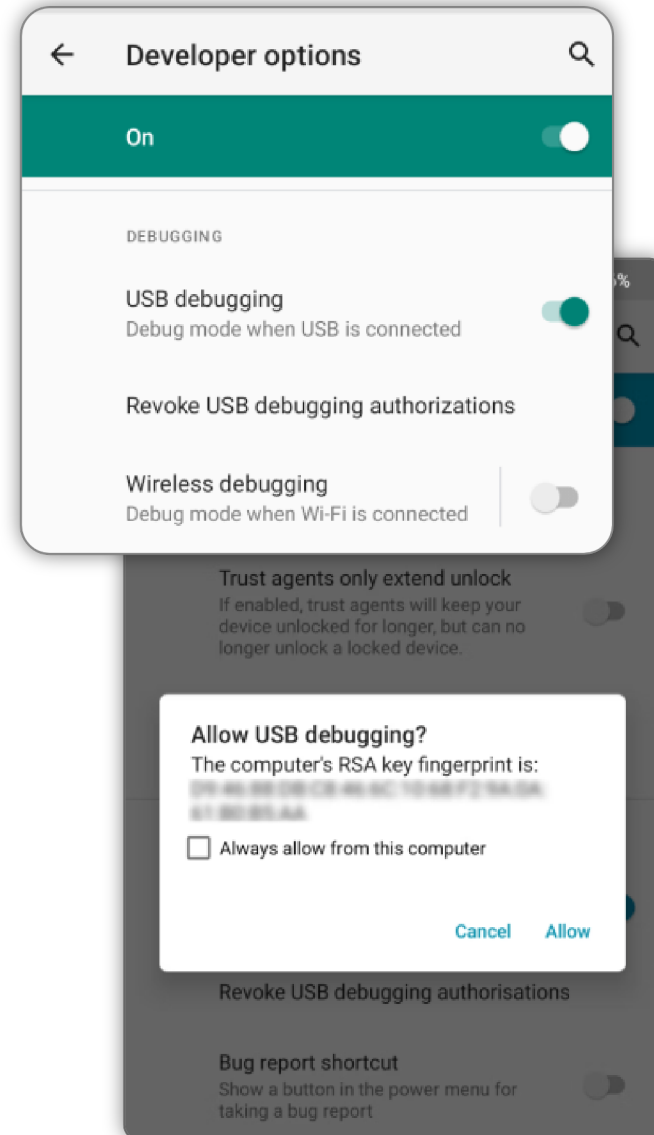 Developer options
On
DEBUGGING
USB debugging
Debug mode when USB is connected
Revoke USB debugging authorizations
Wireless debugging
Debug mode when Wi-Fi is connected
%
Trust agents only extend unlock
If enabled, trust agents will keep your
device unlocked for longer, but can no
longer unlock a locked device.
Allow USB debugging?
The computer's RSA key fingerprint is:
Always allow from this computer
Cancel Allow
Revoke USB debugging authorisations
Bug report shortcut
Show a button in the power menu for
taking a bug report